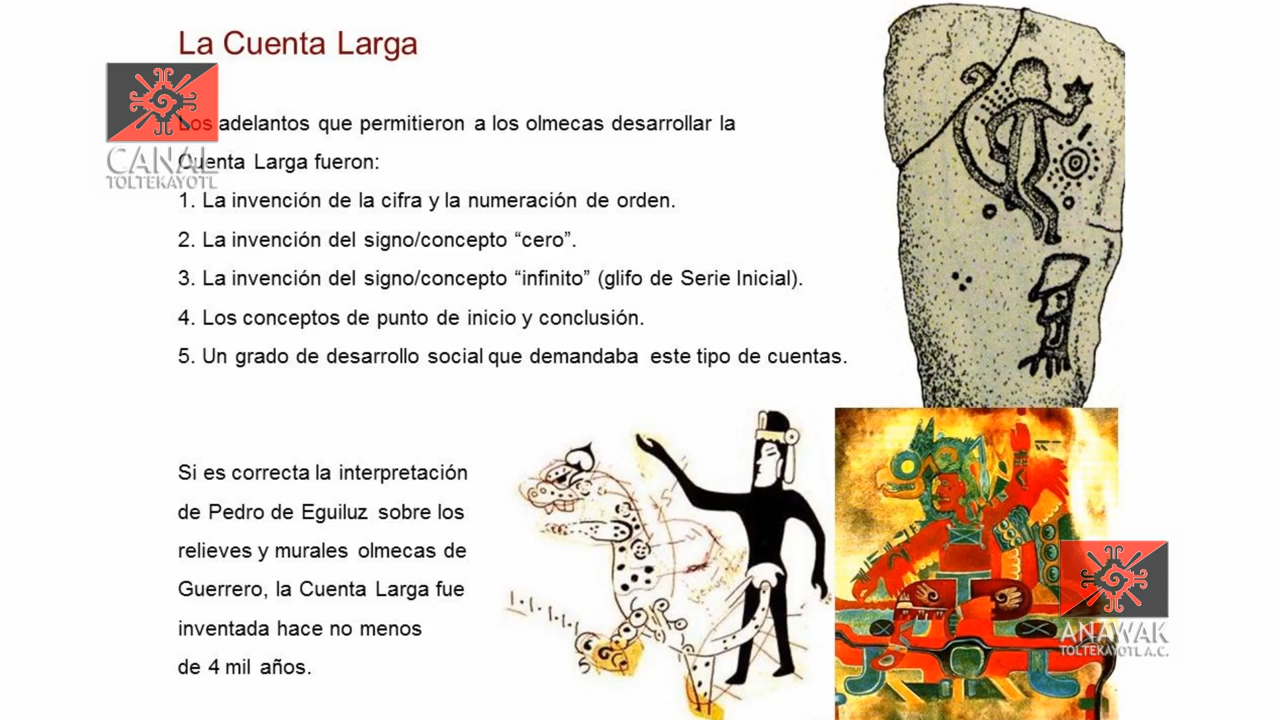 La Cuenta Larga
Los adelantos que permitieron a los olmecas desarrollar la
Cuenta Larga fueron:
1. La invención de la cifra y la numeración de orden.
2. La invención del signo/concepto “cero”.
3. La invención del signo/concepto “infinito” (glifo de Serie Inicial).
4. Los conceptos de punto de inicio y conclusión.
5. Un grado de desarrollo social que demandaba este tipo de cuentas.
Si es correcta la interpretación
de Pedro de Eguiluz sobre los
relieves y murales olmecas de
Guerrero, la Cuenta Larga fue
inventada hace no menos
de 4 mil años.
CANAL
TOLTEKAYOTL
ANAWAK
TOLTEKAYOTL A.C.